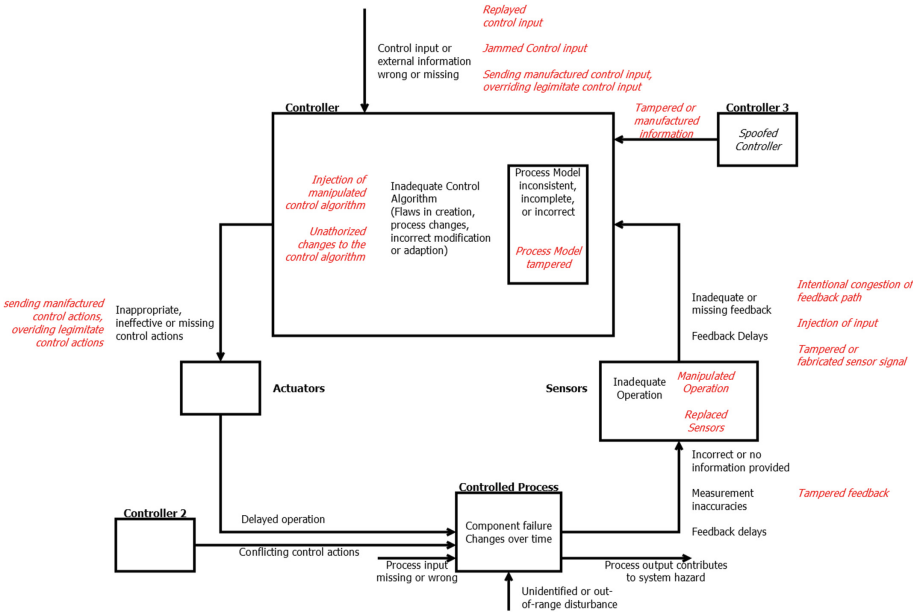 Replayed
control input
Control input or
external information
wrong or missing
Jammed Control input
Sending manufactured control input,
overriding legimitate control input
Controller
Tampered or
manufactured
information
Controller 3
Spoofed
Controller
Injection of
manipulated
control algorithm
Unathorized
changes to the
control algorithm
Inadequate Control
Algorithm
(Flaws in creation,
process changes,
incorrect modification
or adaption)
Process Model
inconsistent,
incomplete,
or incorrect
Process Model
tampered
sending manifactured
control actions,
overiding legimitate
control actions
Inappropriate,
ineffective or missing
control actions
Inadequate or
missing feedback
Feedback Delays
Intentional congestion of
feedback path
Injection of input
Tampered or
fabricated sensor signal
Actuators
Sensors
Inadequate
Operation
Manipulated
Operation
Replaced
Sensors
Incorrect or no
information provided
Measurement
inaccuracies
Feedback delays
Tampered feedback
Controlled Process
Component failure
Changes over time
Controller 2
Delayed operation
Conflicting control actions
Process input
missing or wrong
Process output contributes
to system hazard
Unidentified or out-
of-range disturbance